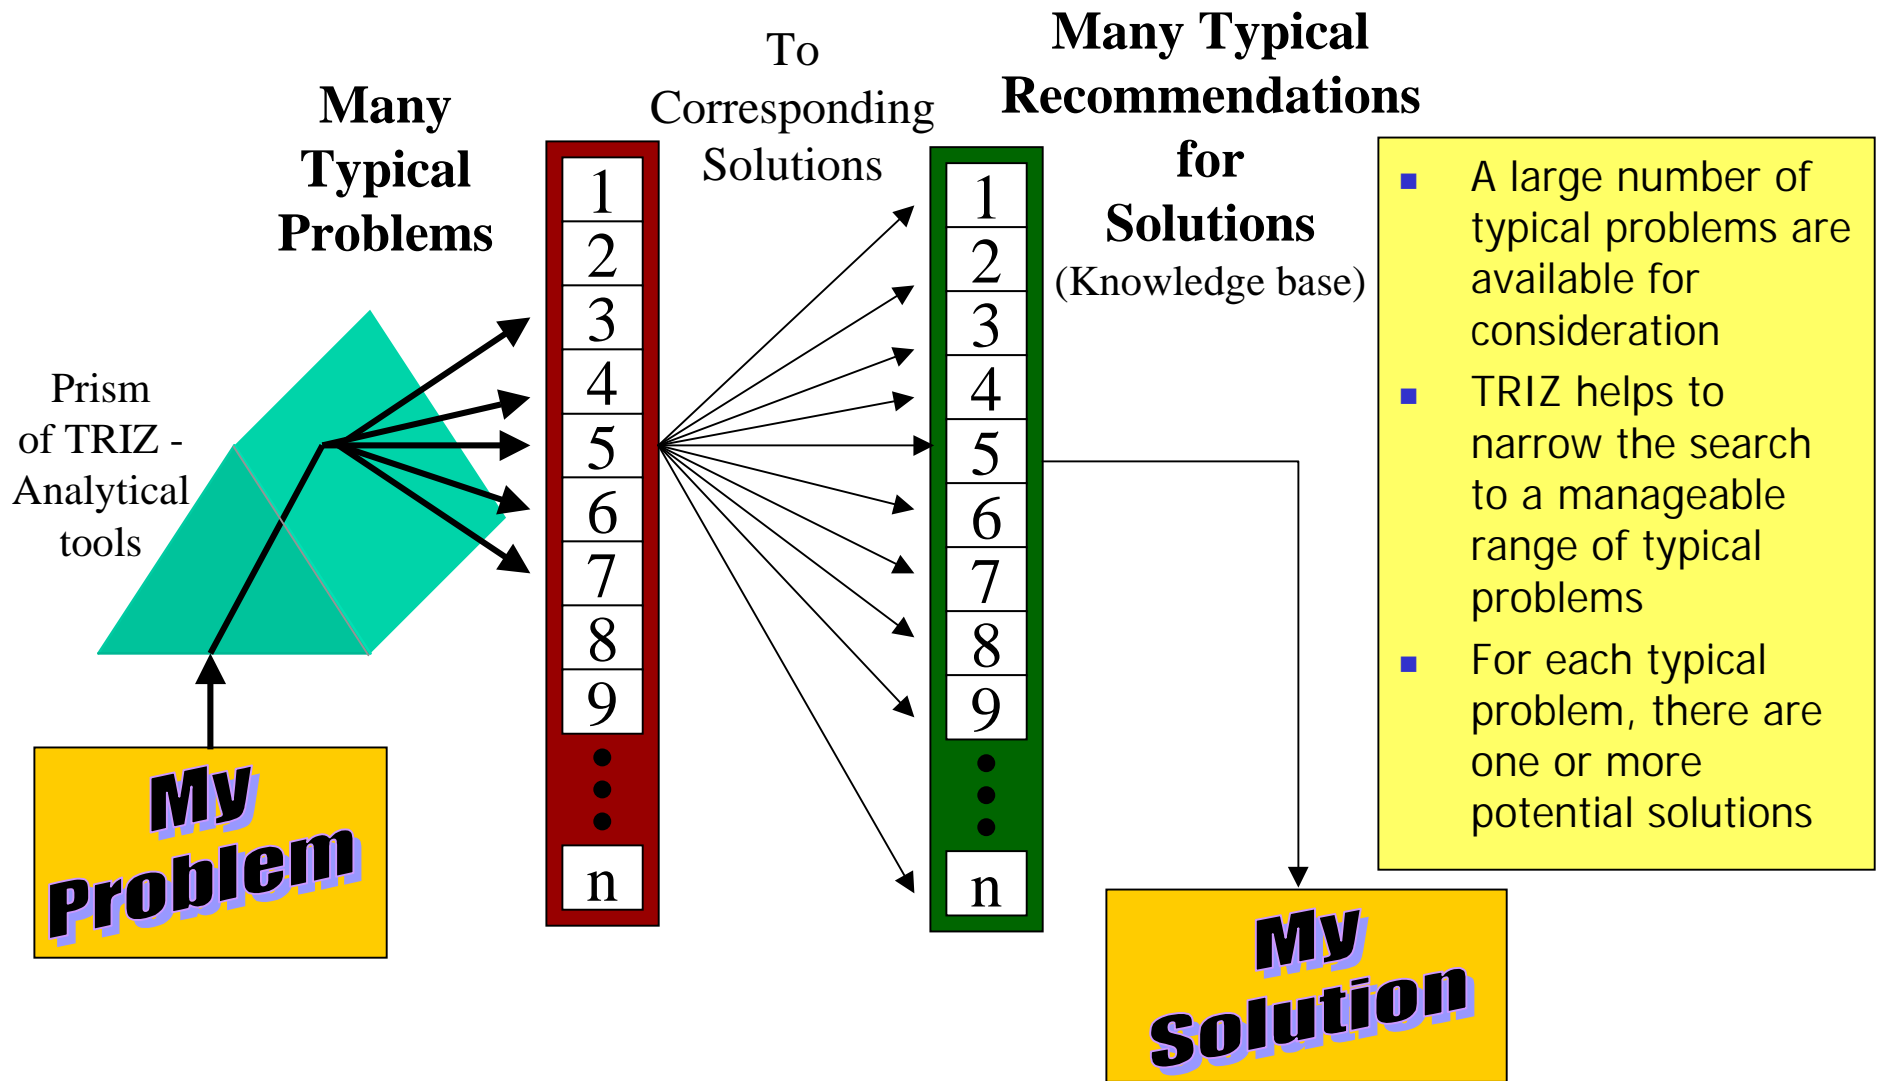 Many
Typical
Problems
To
Corresponding
Solutions
Many Typical
Recommendations
for
Solutions
(Knowledge base)
Prism
of TRIZ -
Analytical
tools
1
2
3
4
5
6
7
8
9
n
1
2
3
4
5
6
7
8
9
n
My
Problem
My
Solution
■ A large number of
typical problems are
available for
consideration
■ TRIZ helps to
narrow the search
to a manageable
range of typical
problems
■ For each typical
problem, there are
one or more
potential solutions